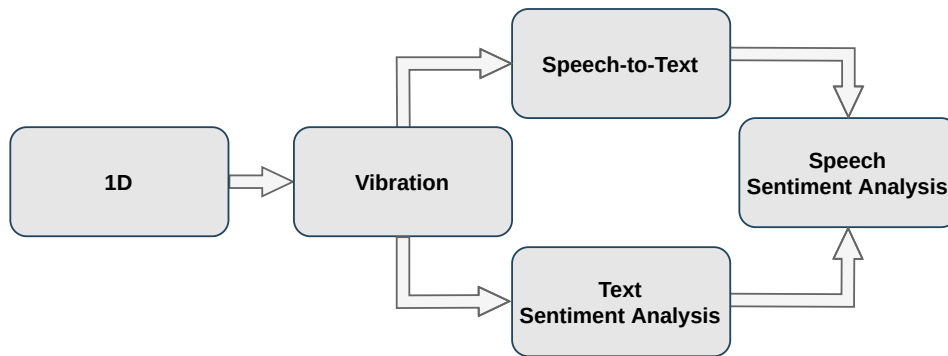 Speech-to-Text
1D
Vibration
Speech
Sentiment Analysis
Text
Sentiment Analysis